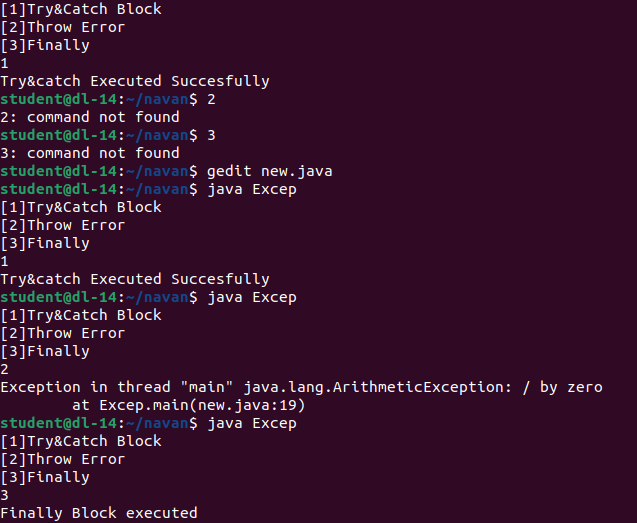 [1]Try&Catch Block
[2]Throw Error
[3]Finally
1
Try&catch Executed Succesfully
student@dl-14:~/navan$ 2
2: command not found
student@dl-14:~/navan$ 3
3: command not found
student@dl-14:~/navan$ gedit new.java
student@dl-14:~/navan$ java Excep
[1]Try&Catch Block
[2]Throw Error
[3]Finally
1
Try&catch Executed Succesfully
student@dl-14:~/navan$ java Excep
[1]Try&Catch Block
[2]Throw Error
[3]Finally
2
Exception in thread "main" java.lang.ArithmeticException: / by zero
        at Excep.main(new.java:19)
student@dl-14:~/navan$ java Excep
[1]Try&Catch Block
[2]Throw Error
[3]Finally
3
Finally Block executed